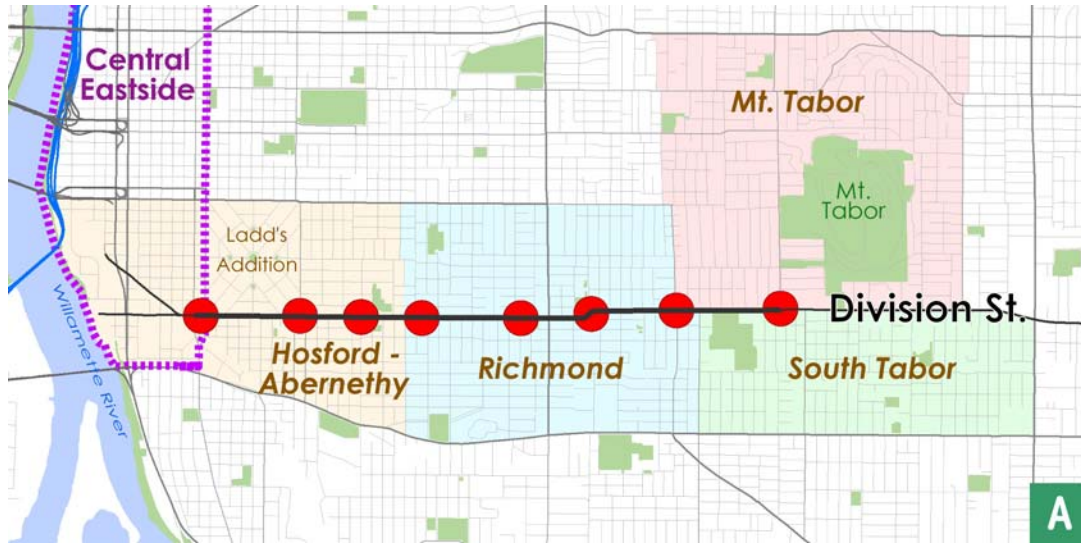 Central
Eastside
Mt. Tabor
Mt.
Tabor
Ladd's
Addition
Willamette River
Division St.
Hosford -
Abernethy
Richmond
South Tabor
A